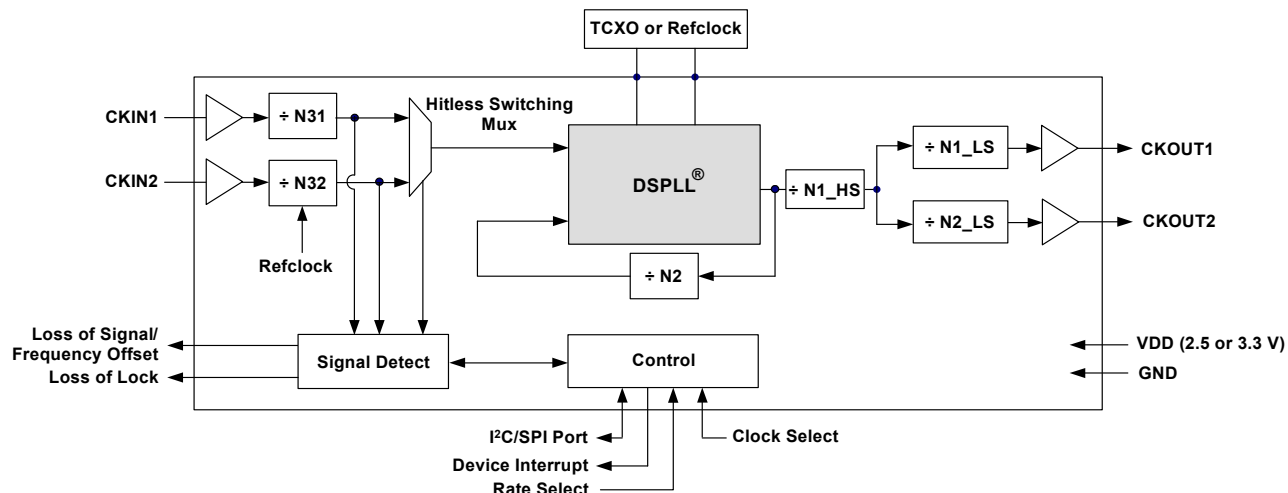 TCXO or Refclock
CKIN1
÷ N31
Hitless Switching
Mux
CKIN2
÷ N32
DSPLL®
÷ N1_HS
÷ N1_LS
CKOUT1
÷ N2_LS
CKOUT2
Refclock
÷ N2
Loss of Signal/
Frequency Offset
Loss of Lock
Signal Detect
Control
VDD (2.5 or 3.3 V)
GND
I²C/SPI Port
Clock Select
Device Interrupt
Rate Select